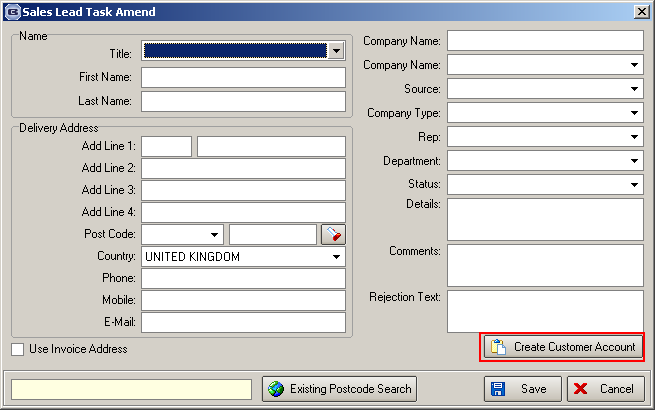 Sales Lead Task Amend
Name
Title:
First Name:
Last Name:
Delivery Address
Add Line 1:
Add Line 2:
Add Line 3:
Add Line 4:
Post Code:
Country: UNITED KINGDOM
Phone:
Mobile:
E-Mail:
Use Invoice Address
Company Name:
Company Name:
Source:
Company Type:
Rep:
Department:
Status:
Details:
Comments:
Rejection Text:
Create Customer Account
Existing Postcode Search
Save
Cancel